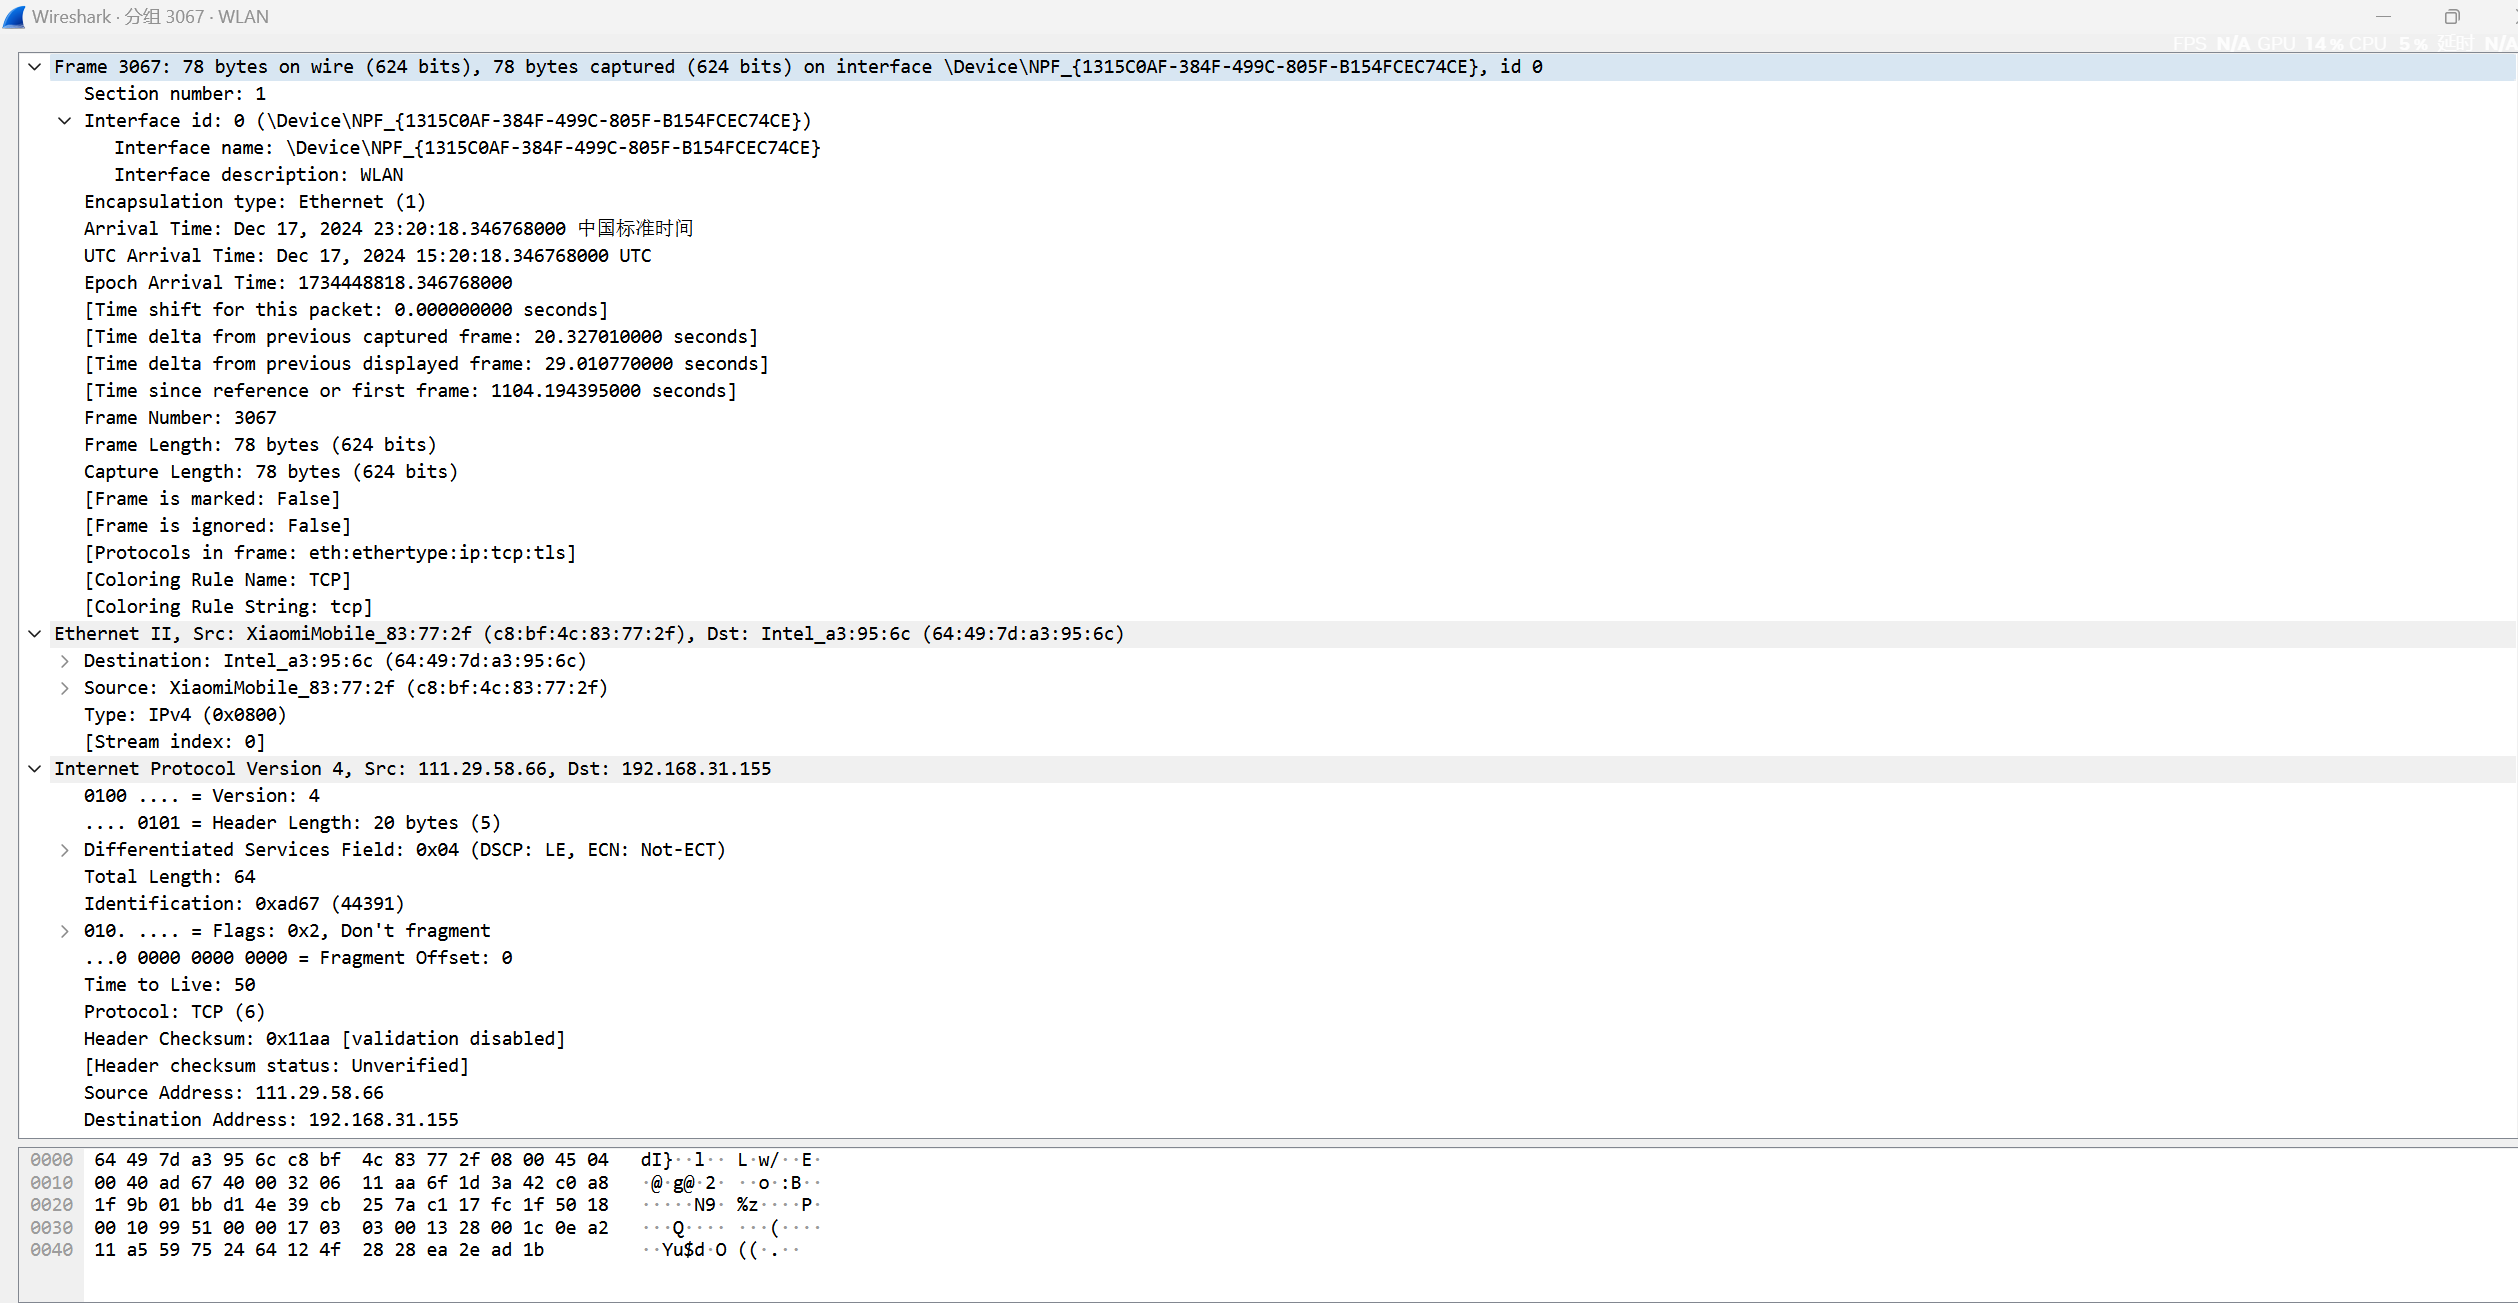 Wireshark · 分组 3067 · WLAN
FPS N/A GPU 14% CPU 5% 延时 N/A
Frame 3067: 78 bytes on wire (624 bits), 78 bytes captured (624 bits) on interface \Device\NPF_{1315C0AF-384F-499C-805F-B154FCEC74CE}, id 0
Section number: 1
Interface id: 0 (\Device\NPF_{1315C0AF-384F-499C-805F-B154FCEC74CE})
Interface name: \Device\NPF_{1315C0AF-384F-499C-805F-B154FCEC74CE}
Interface description: WLAN
Encapsulation type: Ethernet (1)
Arrival Time: Dec 17, 2024 23:20:18.346768000 中国标准时间
UTC Arrival Time: Dec 17, 2024 15:20:18.346768000 UTC
Epoch Arrival Time: 1734448818.346768000
[Time shift for this packet: 0.000000000 seconds]
[Time delta from previous captured frame: 20.327010000 seconds]
[Time delta from previous displayed frame: 29.010770000 seconds]
[Time since reference or first frame: 1104.194395000 seconds]
Frame Number: 3067
Frame Length: 78 bytes (624 bits)
Capture Length: 78 bytes (624 bits)
[Frame is marked: False]
[Frame is ignored: False]
[Protocols in frame: eth:ethertype:ip:tcp:tls]
[Coloring Rule Name: TCP]
[Coloring Rule String: tcp]
Ethernet II, Src: XiaomiMobile_83:77:2f (c8:bf:4c:83:77:2f), Dst: Intel_a3:95:6c (64:49:7d:a3:95:6c)
Destination: Intel_a3:95:6c (64:49:7d:a3:95:6c)
Source: XiaomiMobile_83:77:2f (c8:bf:4c:83:77:2f)
Type: IPv4 (0x0800)
[Stream index: 0]
Internet Protocol Version 4, Src: 111.29.58.66, Dst: 192.168.31.155
0100 .... = Version: 4
.... 0101 = Header Length: 20 bytes (5)
Differentiated Services Field: 0x04 (DSCP: LE, ECN: Not-ECT)
Total Length: 64
Identification: 0xad67 (44391)
010. .... = Flags: 0x2, Don't fragment
...0 0000 0000 0000 = Fragment Offset: 0
Time to Live: 50
Protocol: TCP (6)
Header Checksum: 0x11aa [validation disabled]
[Header checksum status: Unverified]
Source Address: 111.29.58.66
Destination Address: 192.168.31.155
0000 64 49 7d a3 95 6c c8 bf 4c 83 77 2f 08 00 45 04 dI}··l·· L·w/··E·
0010 00 40 ad 67 40 00 32 06 11 aa 6f 1d 3a 42 c0 a8 ·@·g@·2· ··o·:B··
0020 1f 9b 01 bb d1 4e 39 cb 25 7a c1 17 fc 1f 50 18 ·····N9· %z····P·
0030 00 10 99 51 00 00 17 03 03 00 13 28 00 1c 0e a2 ···Q···· ···(····
0040 11 a5 59 75 24 64 12 4f 28 28 ea 2e ad 1b ··Yu$d·O ((·.··